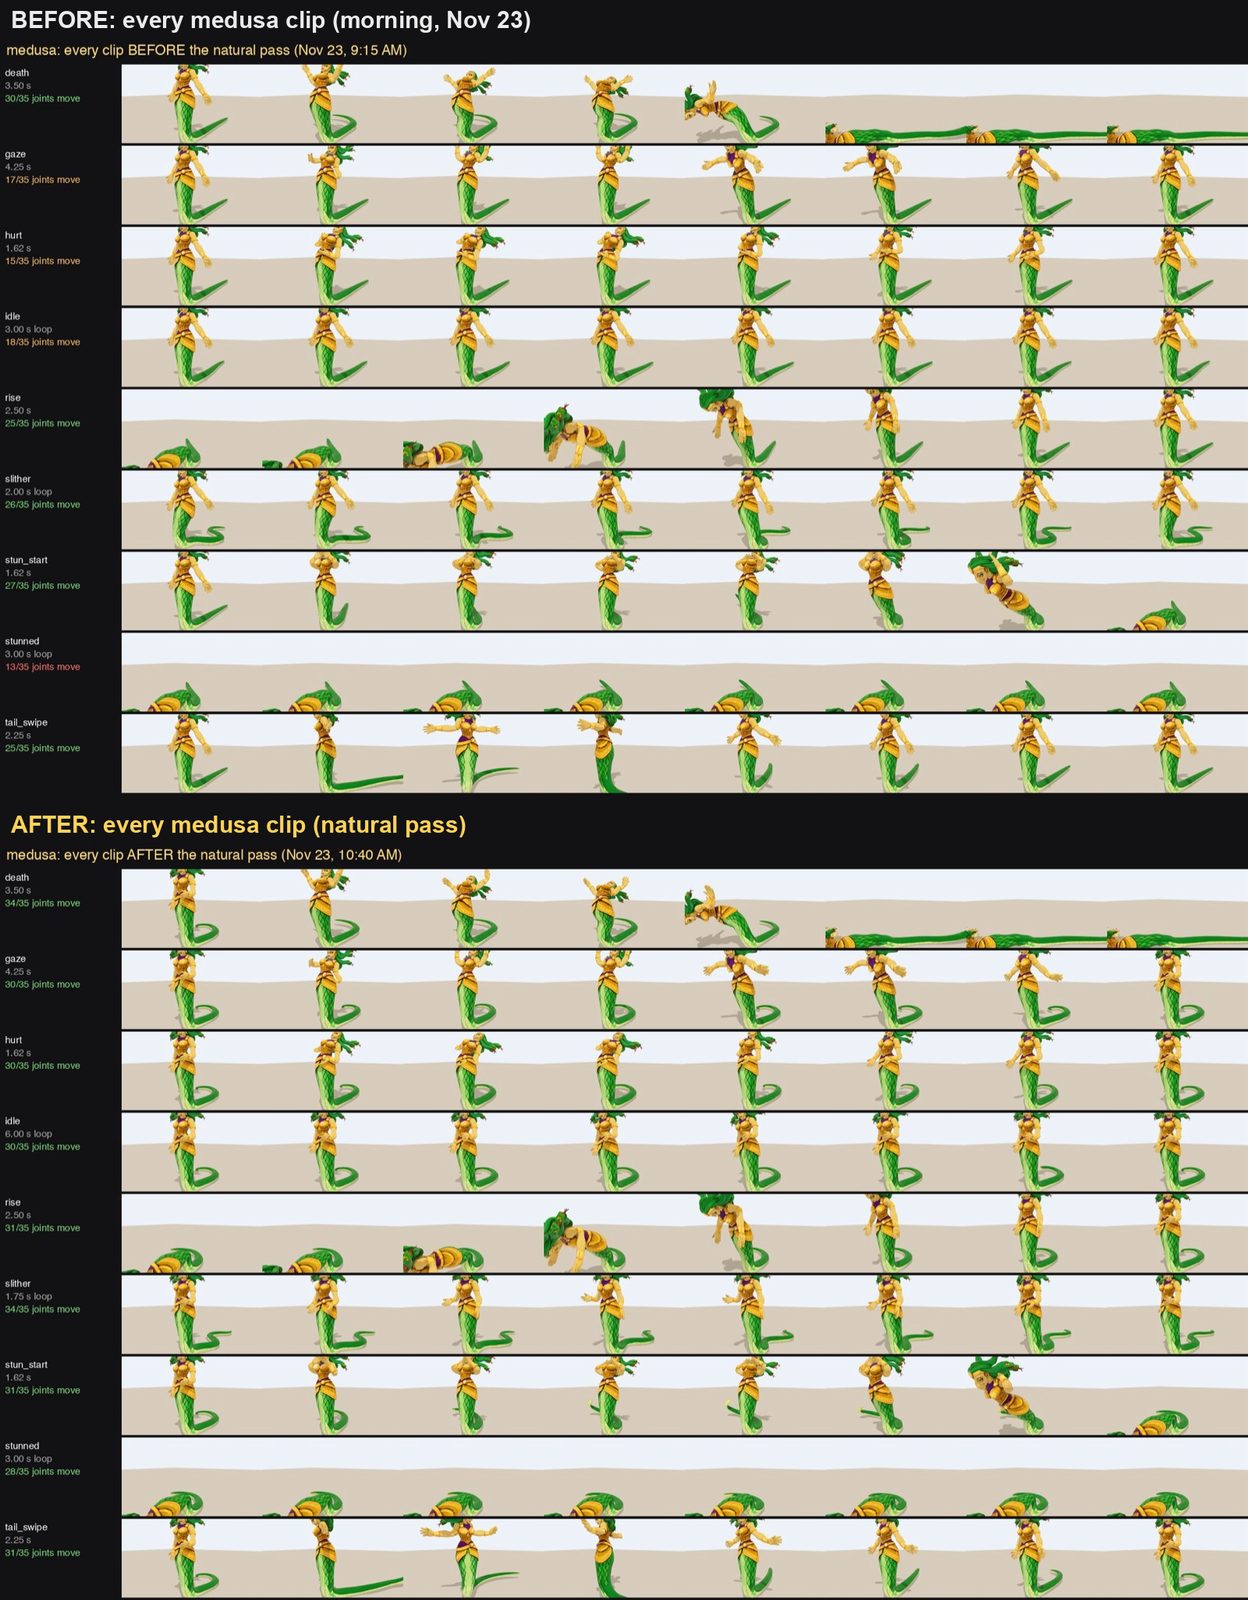 BEFORE: every medusa clip (morning, Nov 23)
medusa: every clip BEFORE the natural pass (Nov 23, 9:15 AM)
death
3.50 s
30/35 joints move
gaze
4.25 s
17/35 joints move
hurt
1.62 s
15/35 joints move
idle
3.00 s loop
18/35 joints move
rise
2.50 s
25/35 joints move
slither
2.00 s loop
26/35 joints move
stun_start
1.62 s
27/35 joints move
stunned
3.00 s loop
13/35 joints move
tail_swipe
2.25 s
25/35 joints move
AFTER: every medusa clip (natural pass)
medusa: every clip AFTER the natural pass (Nov 23, 10:40 AM)
death
3.50 s
34/35 joints move
gaze
4.25 s
30/35 joints move
hurt
1.62 s
30/35 joints move
idle
6.00 s loop
30/35 joints move
rise
2.50 s
31/35 joints move
slither
1.75 s loop
34/35 joints move
stun_start
1.62 s
31/35 joints move
stunned
3.00 s loop
28/35 joints move
tail_swipe
2.25 s
31/35 joints move